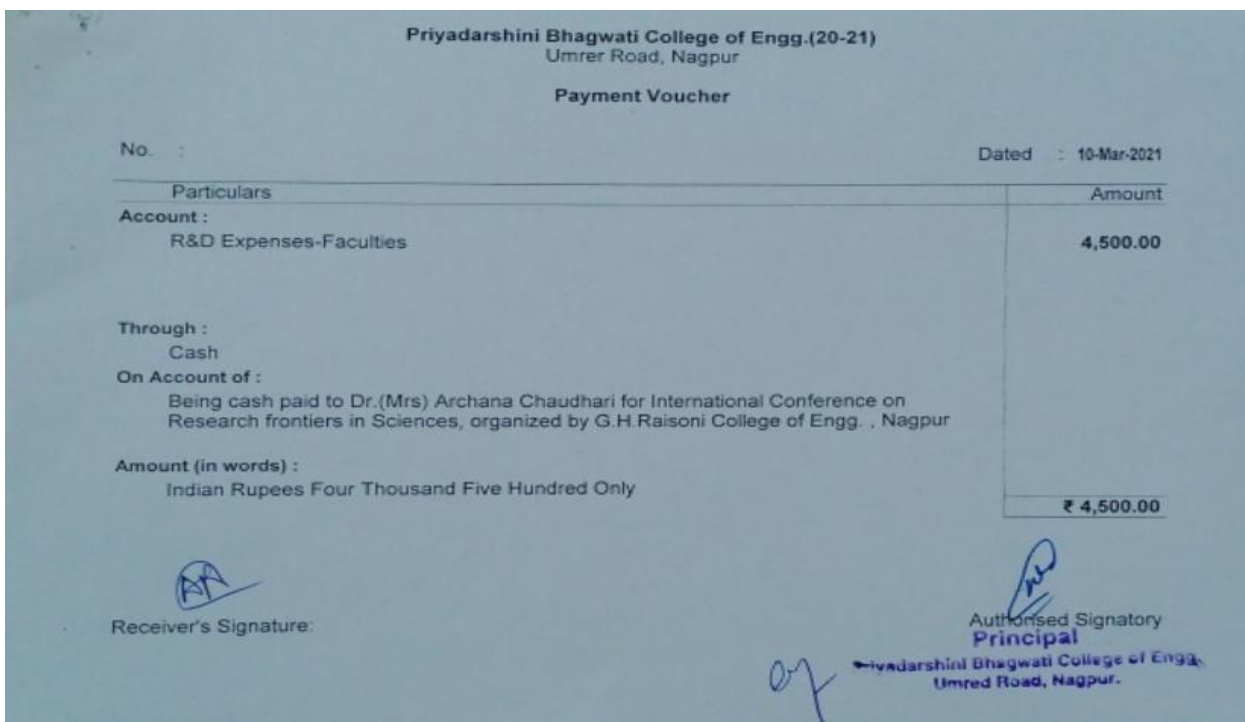 Priyadarshini Bhagwati College of Engg.(20-21)
Umrer Road, Nagpur
Payment Voucher
No. :
Dated : 10-Mar-2021
Particulars Amount
Account :
R&D Expenses-Faculties 4,500.00
Through :
Cash
On Account of :
Being cash paid to Dr.(Mrs) Archana Chaudhari for International Conference on
Research frontiers in Sciences, organized by G.H.Raisoni College of Engg. , Nagpur
Amount (in words) :
Indian Rupees Four Thousand Five Hundred Only
₹ 4,500.00
Receiver's Signature:
Authorised Signatory
Principal
Priyadarshini Bhagwati College of Engg.
Umred Road, Nagpur.